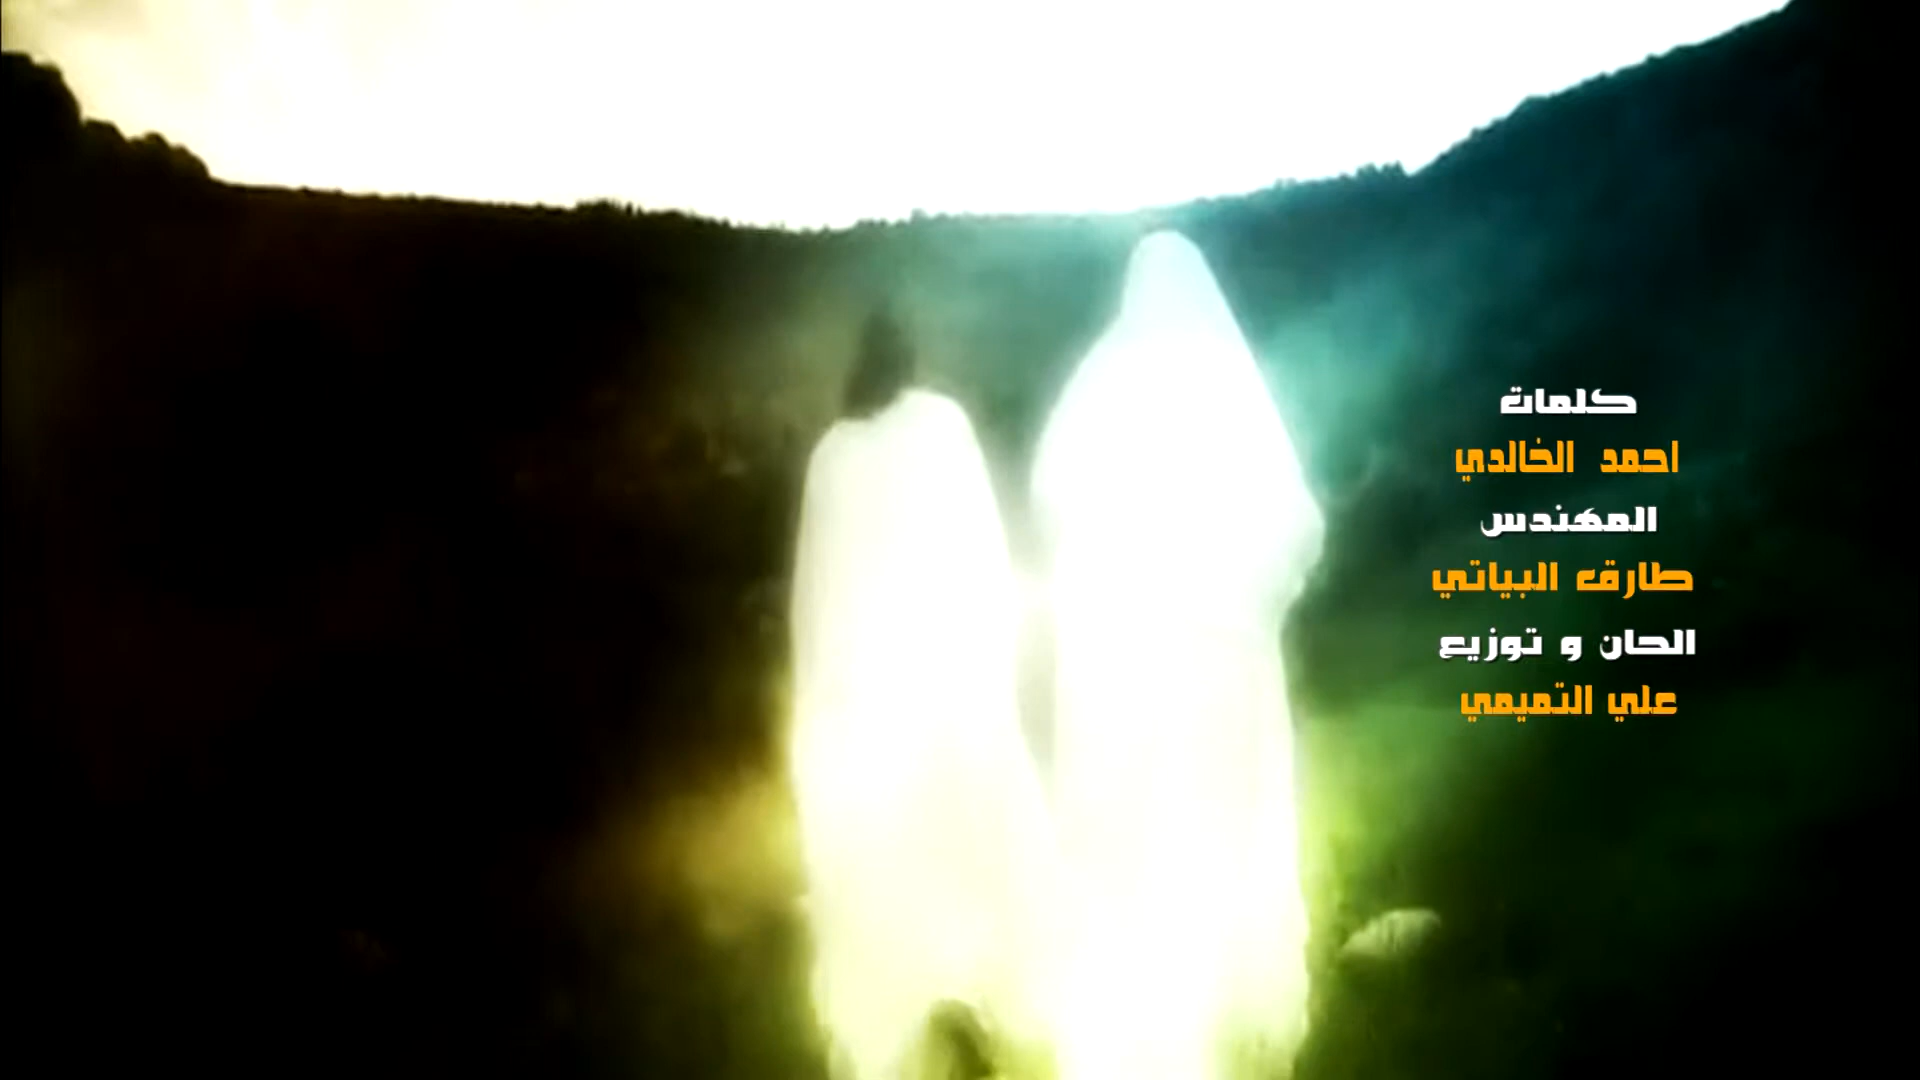 كلمات
احمد الخالدي
المهندس
طارق البياتي
الحان و توزيع
علي التميمي